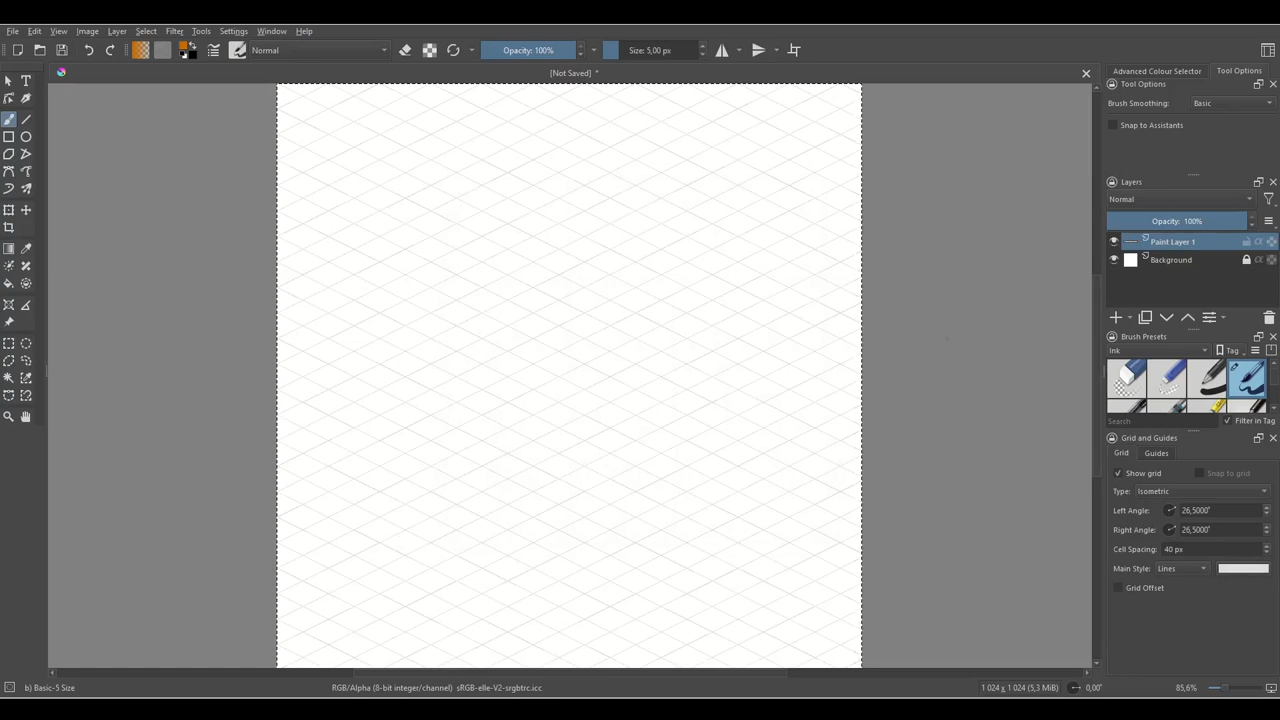 File Edit View Image Layer Select Filter Tools Settings Window Help
Normal Opacity: 100% Size: 5,00 px
[Not Saved] *
Advanced Colour Selector Tool Options
Tool Options
Brush Smoothing: Basic
Snap to Assistants
Layers
Normal
Opacity: 100%
Paint Layer 1
Background
Brush Presets
Ink Tag
Search Filter in Tag
Grid and Guides
Grid Guides
Show grid Snap to grid
Type: Isometric
Left Angle: 26,5000°
Right Angle: 26,5000°
Cell Spacing: 40 px
Main Style: Lines
Grid Offset
b) Basic-5 Size RGB/Alpha (8-bit integer/channel) sRGB-elle-V2-srgbtrc.icc 1 024 x 1 024 (5,3 MiB) 0,00° 85,6%